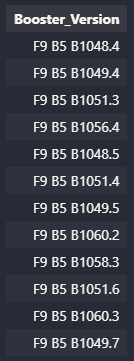 Booster_Version
F9 B5 B1048.4
F9 B5 B1049.4
F9 B5 B1051.3
F9 B5 B1056.4
F9 B5 B1048.5
F9 B5 B1051.4
F9 B5 B1049.5
F9 B5 B1060.2
F9 B5 B1058.3
F9 B5 B1051.6
F9 B5 B1060.3
F9 B5 B1049.7